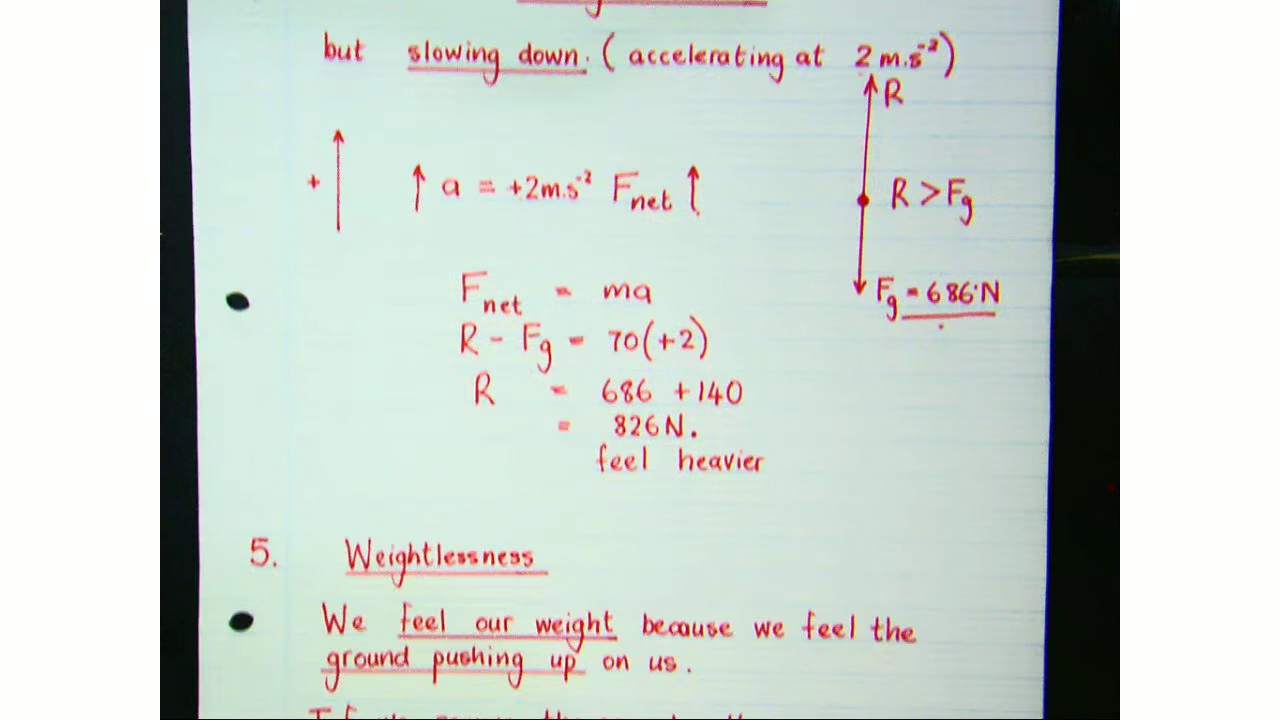 but slowing down. (accelerating at 2 m.s⁻²)
R
+ a = +2m.s⁻² Fnet R > Fg
Fg = 686 N
Fnet = ma
R - Fg = 70(+2)
R = 686 + 140
= 826 N.
feel heavier
5. Weightlessness
We feel our weight because we feel the
ground pushing up on us.